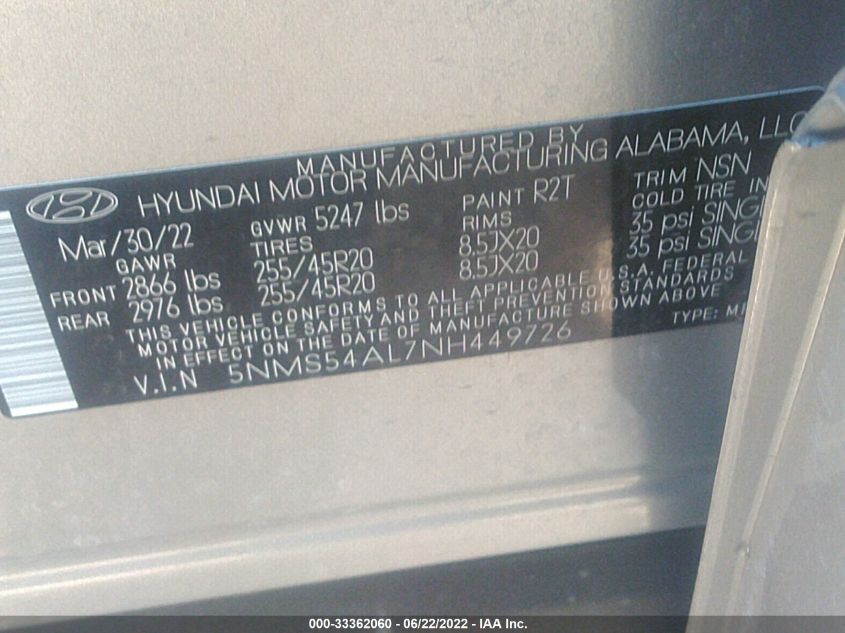 MANUFACTURED BY
HYUNDAI MOTOR MANUFACTURING ALABAMA, LLC
Mar/30/22 GVWR 5247 lbs PAINT R2T TRIM NSN
GAWR TIRES RIMS COLD TIRE
FRONT 2866 lbs 255/45R20 8.5JX20 35 psi
REAR 2976 lbs 255/45R20 8.5JX20 35 psi
THIS VEHICLE CONFORMS TO ALL APPLICABLE U.S.A. FEDERAL
MOTOR VEHICLE SAFETY AND THEFT PREVENTION STANDARDS
IN EFFECT ON THE DATE OF MANUFACTURE SHOWN ABOVE
V.I.N 5NMS54AL7NH449726 TYPE:
000-33362060 - 06/22/2022 - IAA Inc.